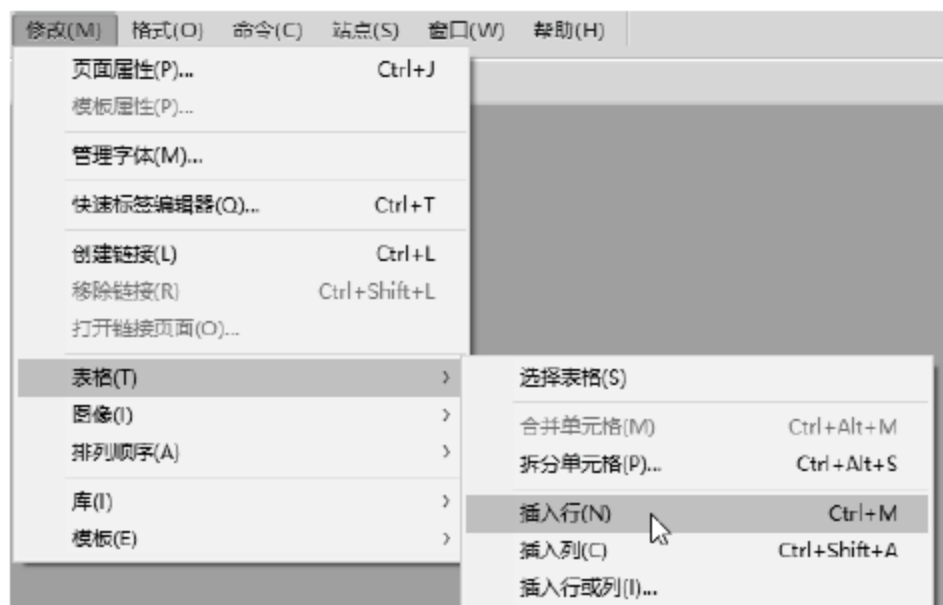 修改(M) 格式(O) 命令(C) 站点(S) 窗口(W) 帮助(H)
页面属性(P)... Ctrl+J
模板属性(P)...
管理字体(M)...
快速标签编辑器(Q)... Ctrl+T
创建链接(L) Ctrl+L
移除链接(R) Ctrl+Shift+L
打开链接页面(O)...
表格(T)
图像(I)
排列顺序(A)
库(I)
模板(E)
选择表格(S)
合并单元格(M) Ctrl+Alt+M
拆分单元格(P)... Ctrl+Alt+S
插入行(N) Ctrl+M
插入列(C) Ctrl+Shift+A
插入行或列(I)...